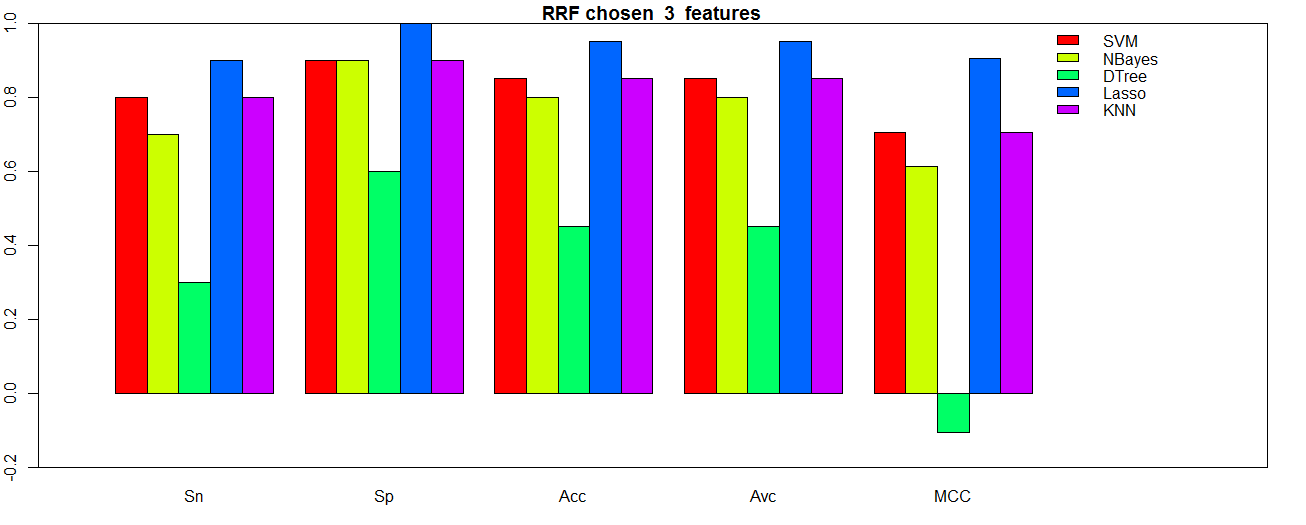 RRF chosen 3 features
1.0
0.8
0.6
0.4
0.2
0.0
-0.2
SVM
NBayes
DTree
Lasso
KNN
Sn Sp Acc Avc MCC